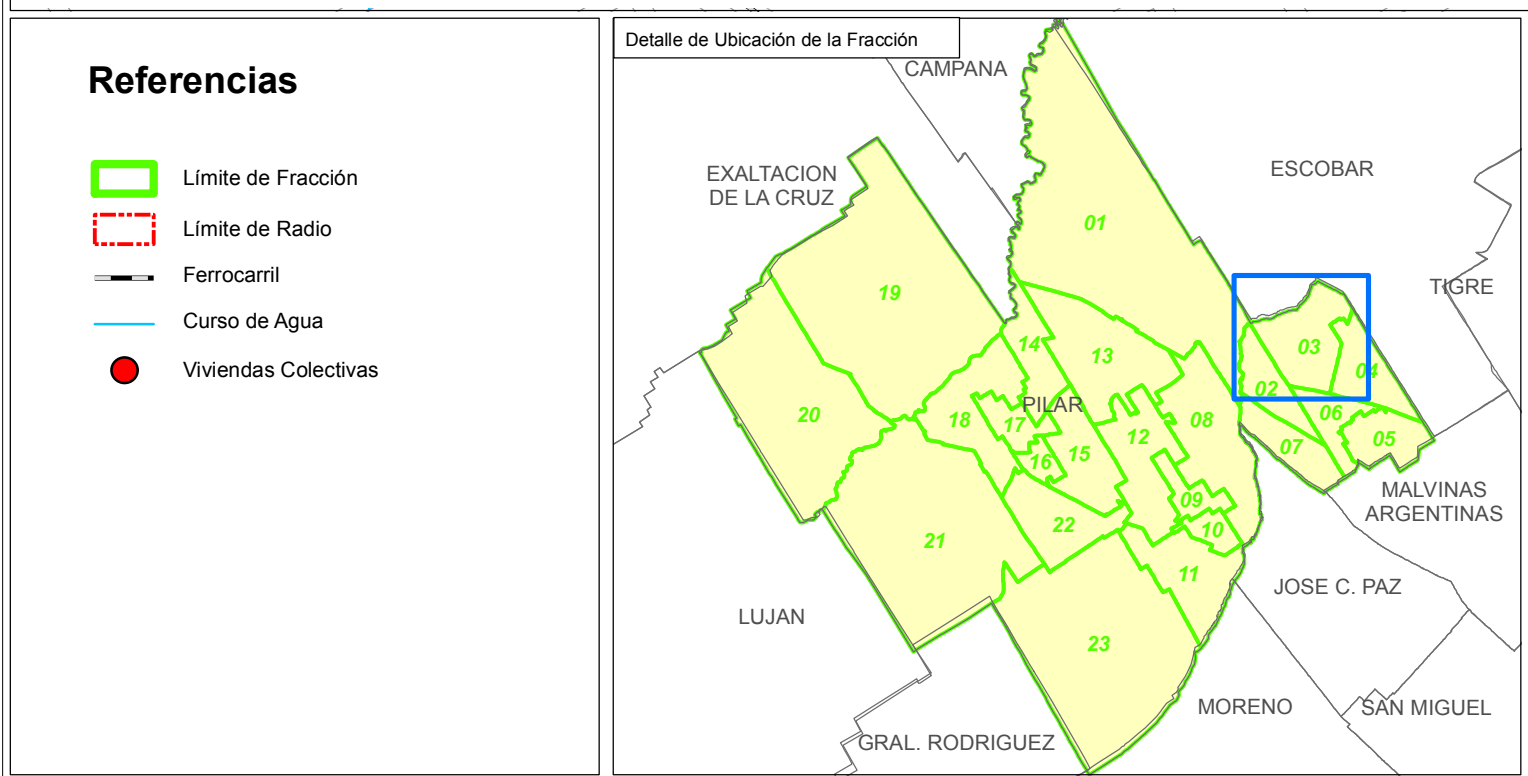 Referencias
Límite de Fracción
Límite de Radio
Ferrocarril
Curso de Agua
Viviendas Colectivas
Detalle de Ubicación de la Fracción
CAMPANA
EXALTACION
DE LA CRUZ
ESCOBAR
01
TIGRE
19
14
13
03
04
02
PILAR
20
18
17
12
08
06
05
15
16
07
09
MALVINAS
ARGENTINAS
22
10
21
11
JOSE C. PAZ
LUJAN
23
MORENO
SAN MIGUEL
GRAL. RODRIGUEZ